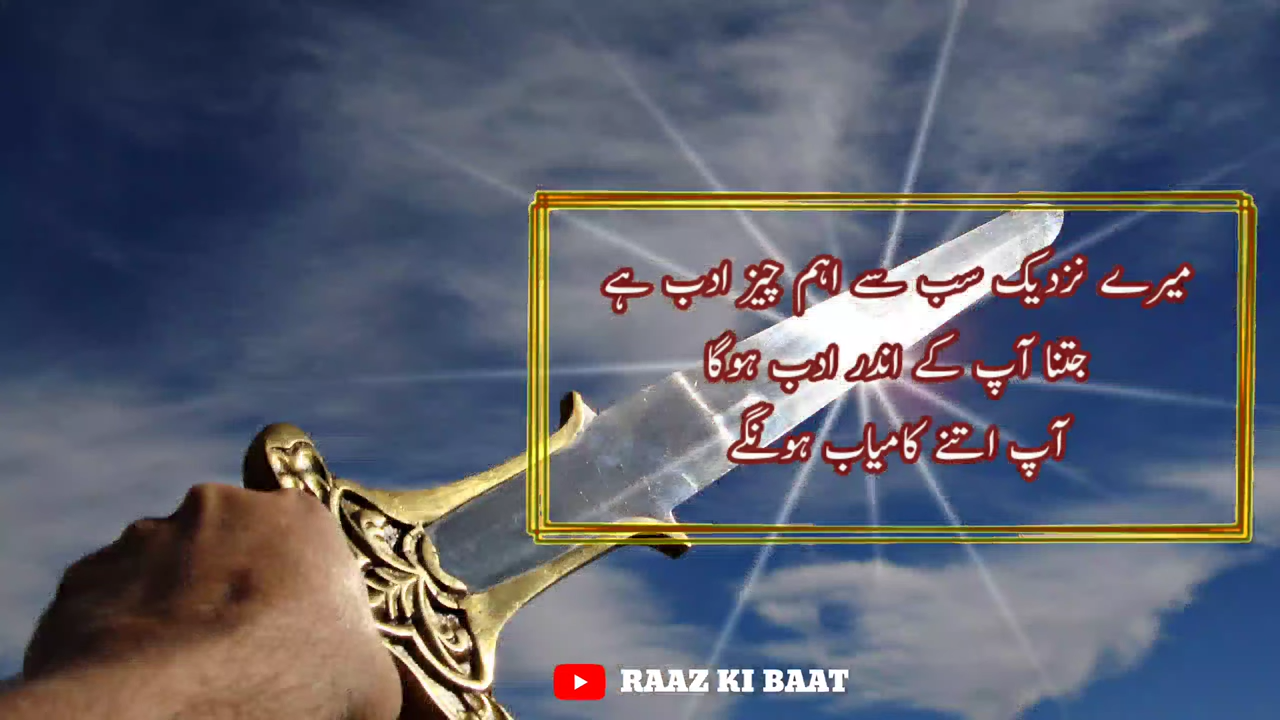 میرے نزدیک سب سے اہم چیز ادب ہے
جتنا آپ کے اندر ادب ہوگا
آپ اتنے کامیاب ہونگے
RAAZ KI BAAT